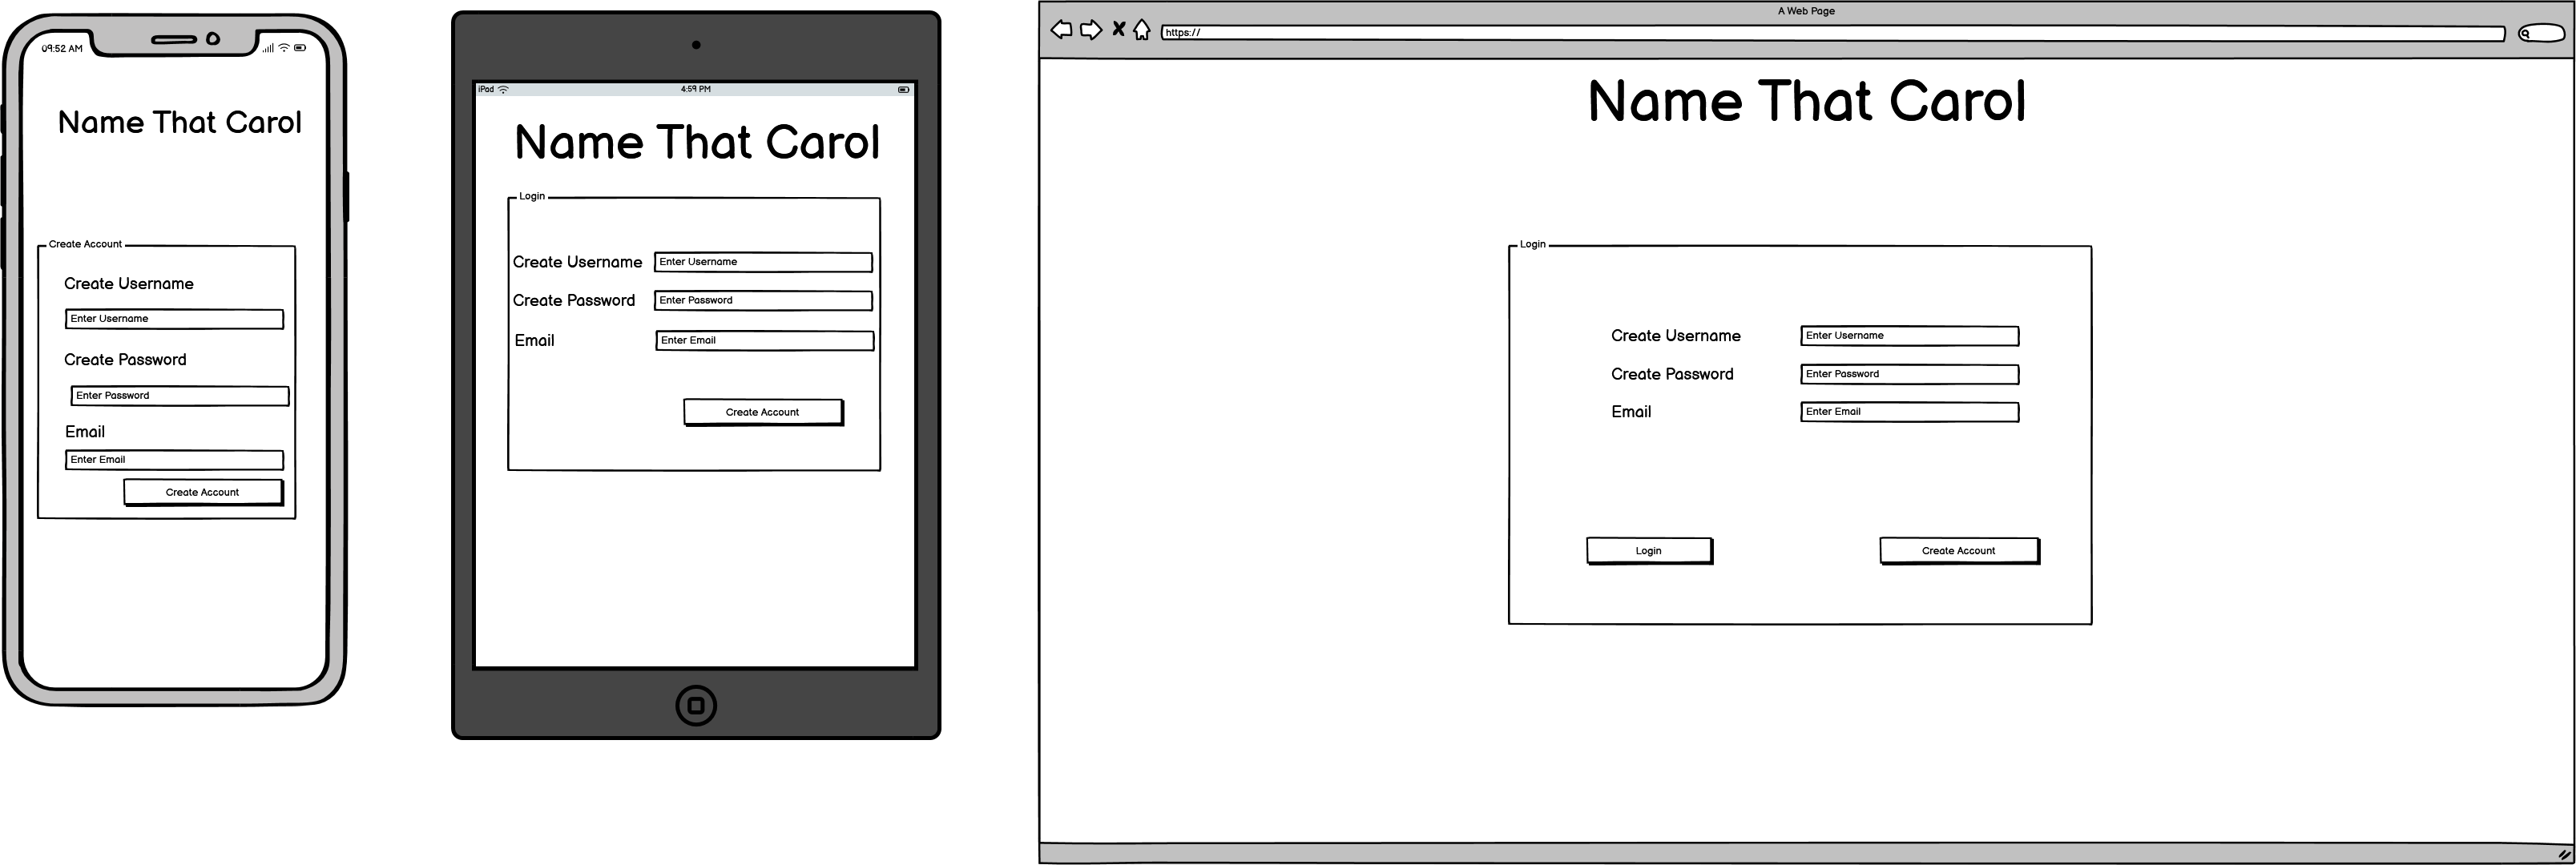 09:52 AM
Name That Carol
Create Account
Create Username
Enter Username
Create Password
Enter Password
Email
Enter Email
Create Account
iPad
4:59 PM
Name That Carol
Login
Create Username Enter Username
Create Password Enter Password
Email Enter Email
Create Account
A Web Page
https://
Name That Carol
Login
Create Username Enter Username
Create Password Enter Password
Email Enter Email
Login Create Account